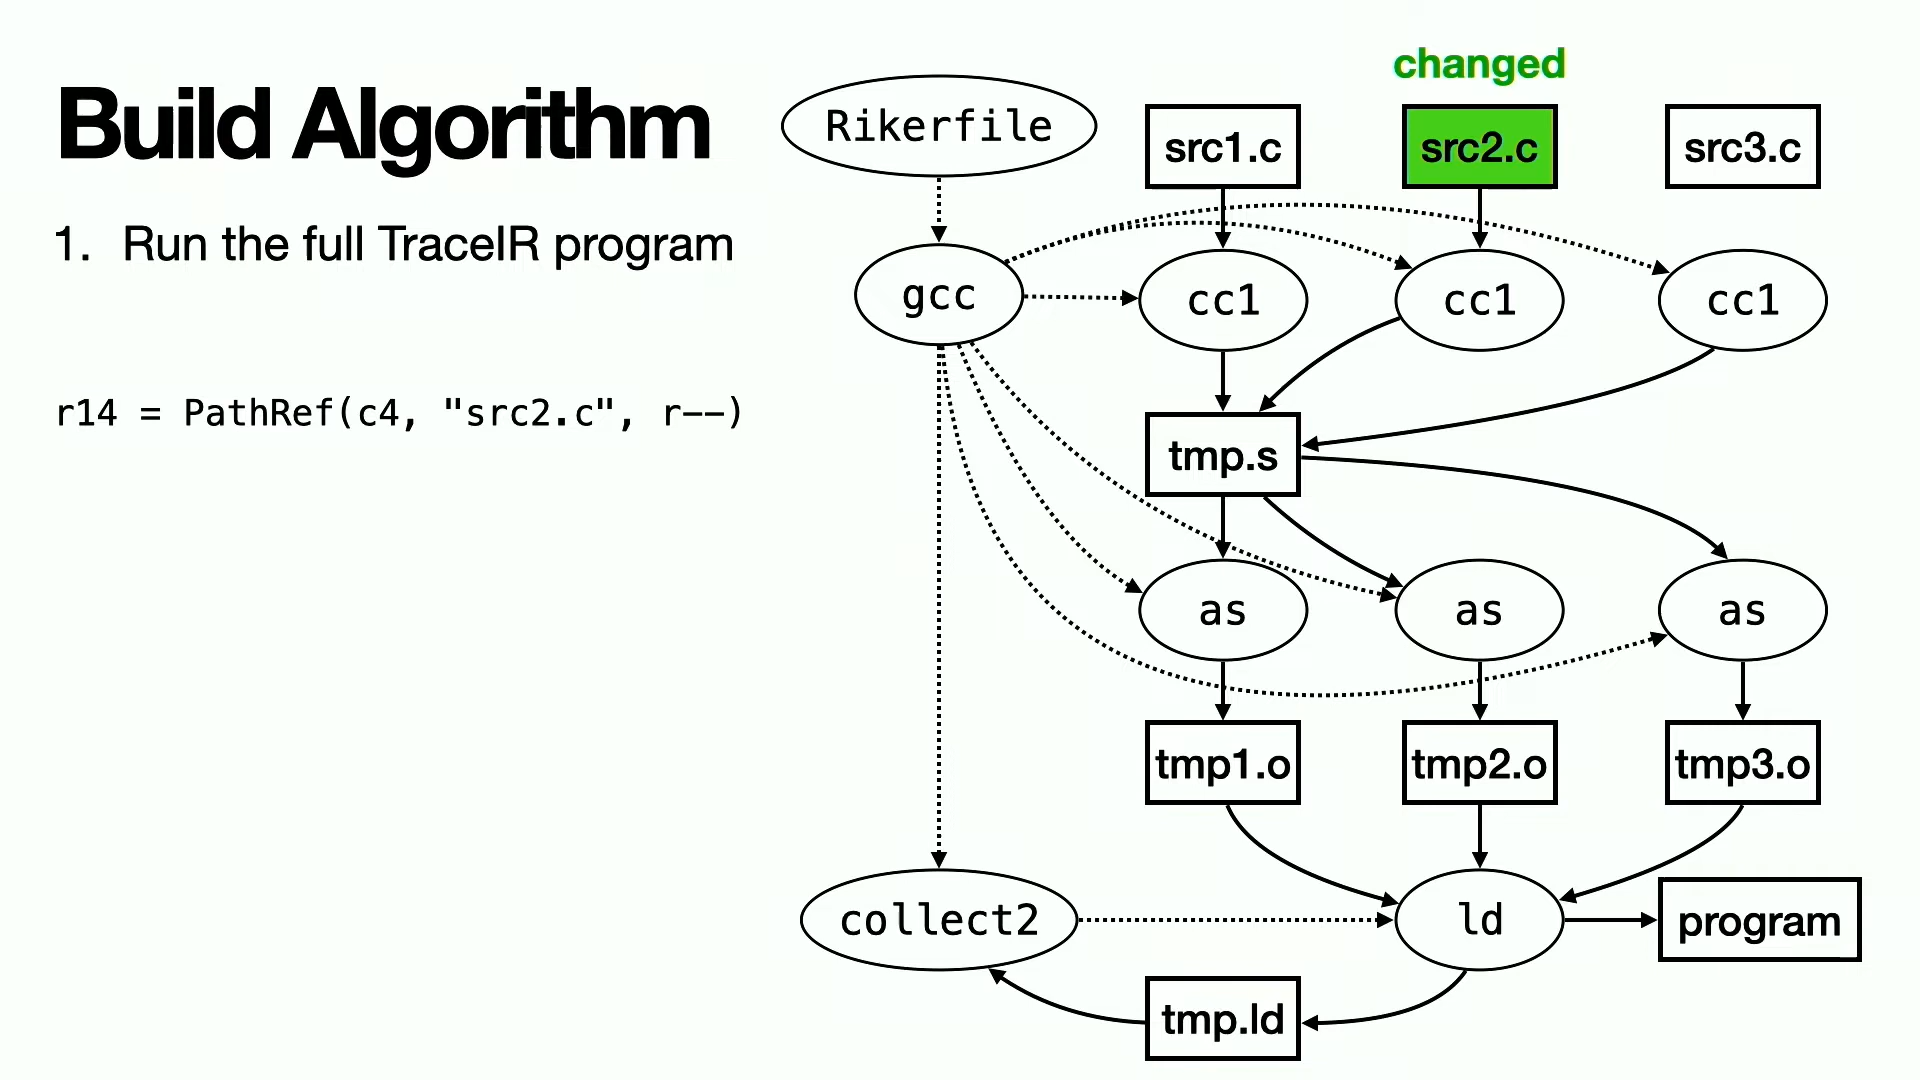 Build Algorithm
1. Run the full TraceIR program
r14 = PathRef(c4, "src2.c", r--)
changed
Rikerfile
src1.c
src2.c
src3.c
gcc
cc1
cc1
cc1
tmp.s
as
as
as
tmp1.o
tmp2.o
tmp3.o
collect2
ld
program
tmp.ld